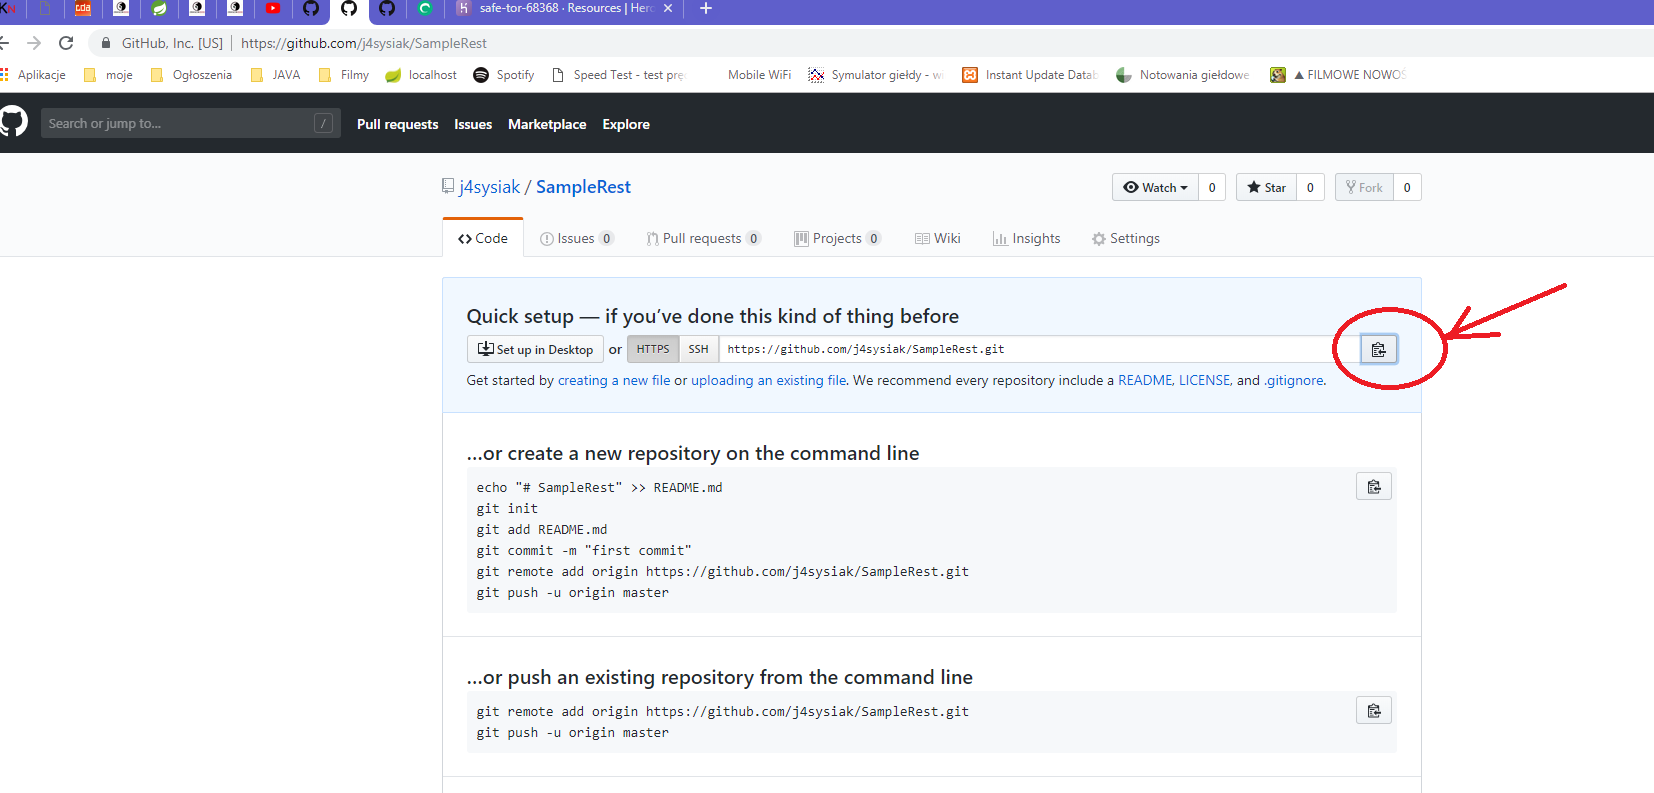 safe-tor-68368 · Resources | Herc
GitHub, Inc. [US] https://github.com/j4sysiak/SampleRest
Aplikacje moje Ogłoszenia JAVA Filmy localhost Spotify Speed Test - test prę Mobile WiFi Symulator giełdy - wi Instant Update Datab Notowania giełdowe ▲ FILMOWE NOWOŚ
Search or jump to... / Pull requests Issues Marketplace Explore
j4sysiak / SampleRest Watch 0 Star 0 Fork 0
Code Issues 0 Pull requests 0 Projects 0 Wiki Insights Settings
Quick setup — if you’ve done this kind of thing before
Set up in Desktop or HTTPS SSH https://github.com/j4sysiak/SampleRest.git
Get started by creating a new file or uploading an existing file. We recommend every repository include a README, LICENSE, and .gitignore.
…or create a new repository on the command line
echo "# SampleRest" >> README.md
git init
git add README.md
git commit -m "first commit"
git remote add origin https://github.com/j4sysiak/SampleRest.git
git push -u origin master
…or push an existing repository from the command line
git remote add origin https://github.com/j4sysiak/SampleRest.git
git push -u origin master